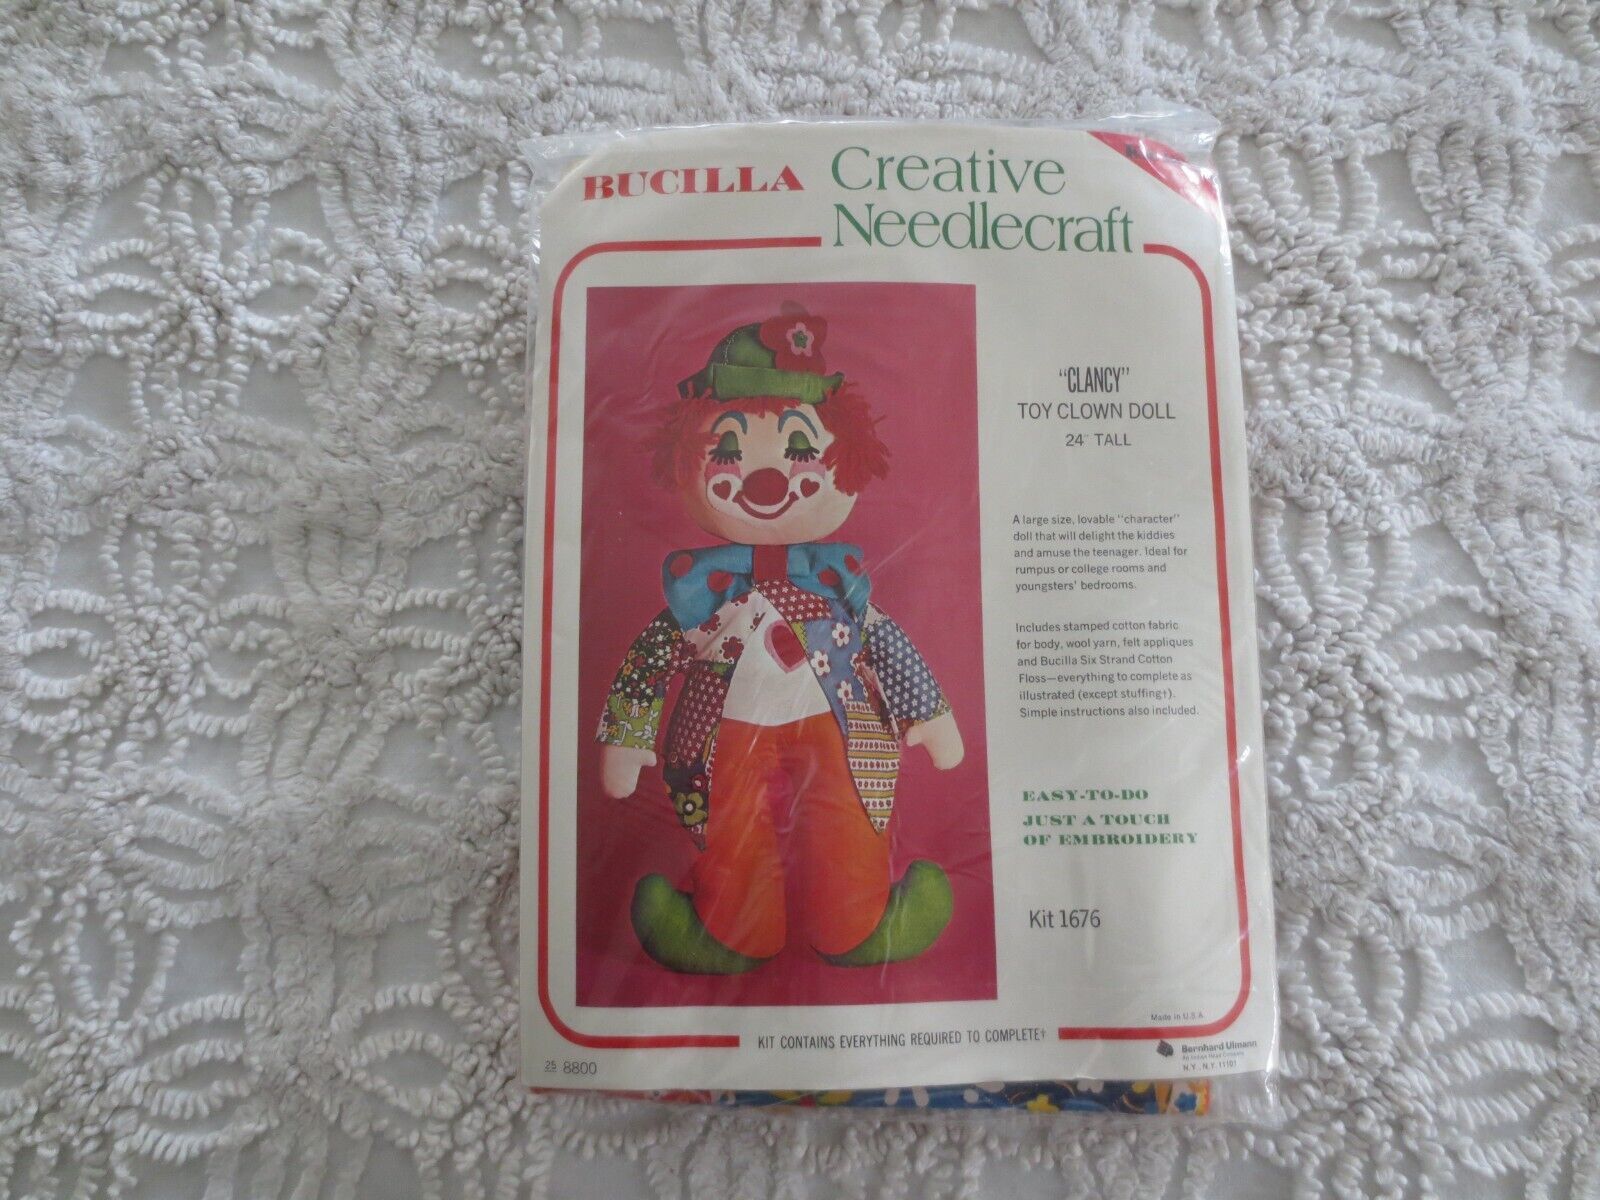 BUCILLA Creative
Needlecraft
"CLANCY"
TOY CLOWN DOLL
24" TALL
A large size, lovable "character"
doll that will delight the kiddies
and amuse the teenager. Ideal for
rumpus or college rooms and
youngsters' bedrooms.
Includes stamped cotton fabric
for body, wool yarn, felt appliques
and Bucilla Six Strand Cotton
Floss—everything to complete as
illustrated (except stuffing†).
Simple instructions also included.
EASY-TO-DO
JUST A TOUCH
OF EMBROIDERY
Kit 1676
Made in U.S.A.
KIT CONTAINS EVERYTHING REQUIRED TO COMPLETE†
25 8800
Bernhard Ulmann
An Indian Head Company
N.Y., N.Y. 11101